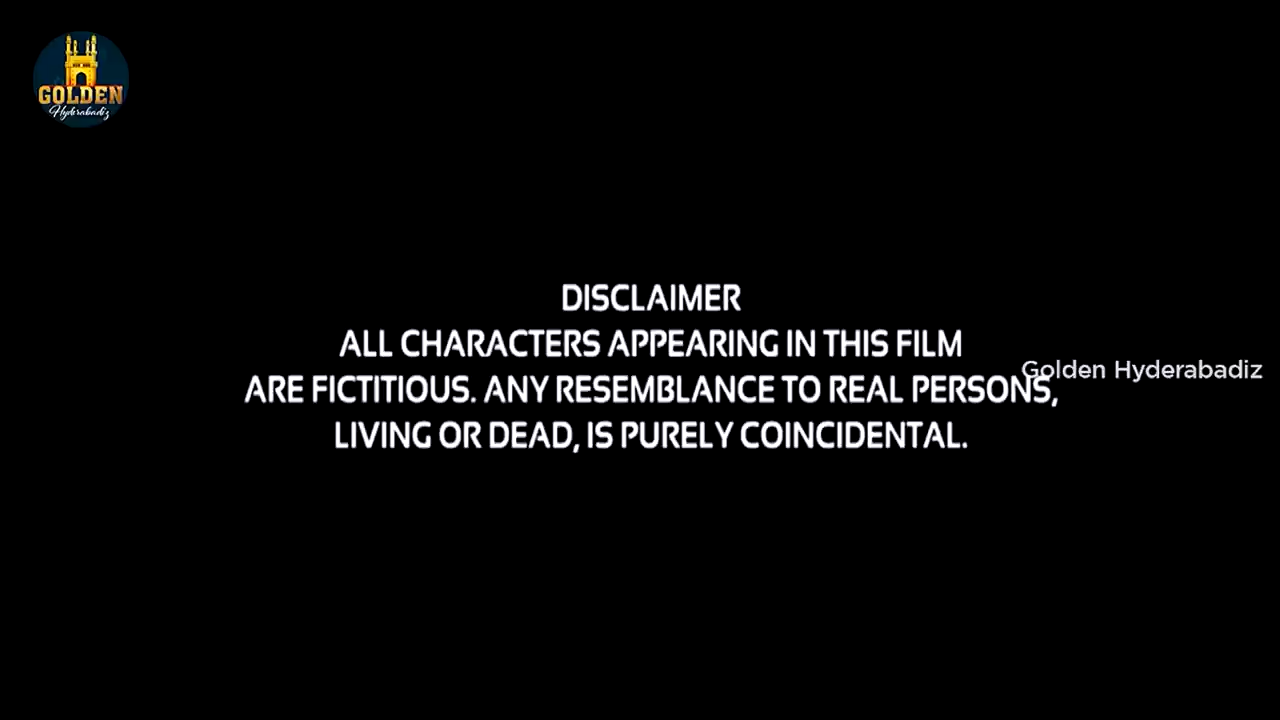 GOLDEN
Hyderabadiz
DISCLAIMER
ALL CHARACTERS APPEARING IN THIS FILM
ARE FICTITIOUS. ANY RESEMBLANCE TO REAL PERSONS,
Golden Hyderabadiz
LIVING OR DEAD, IS PURELY COINCIDENTAL.